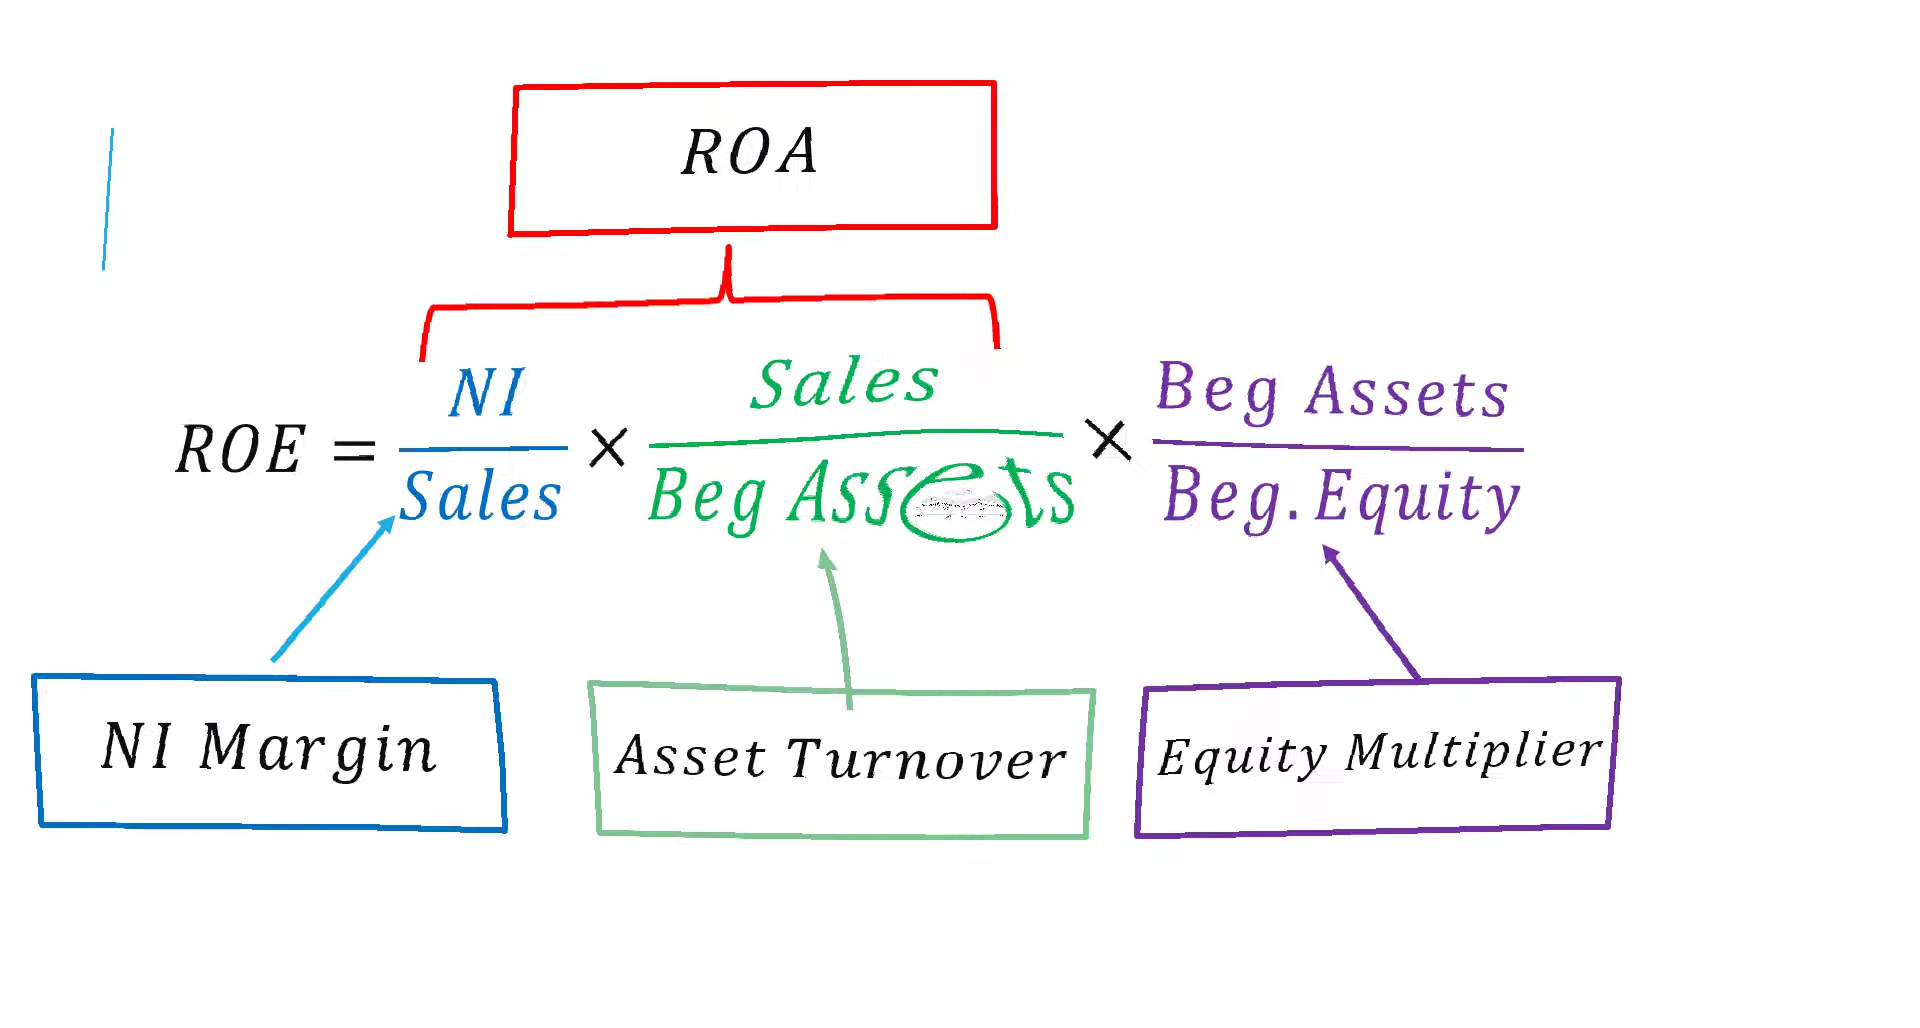 ROA
ROE = NI / Sales × Sales / Beg Assets × Beg Assets / Beg. Equity
NI Margin
Asset Turnover
Equity Multiplier